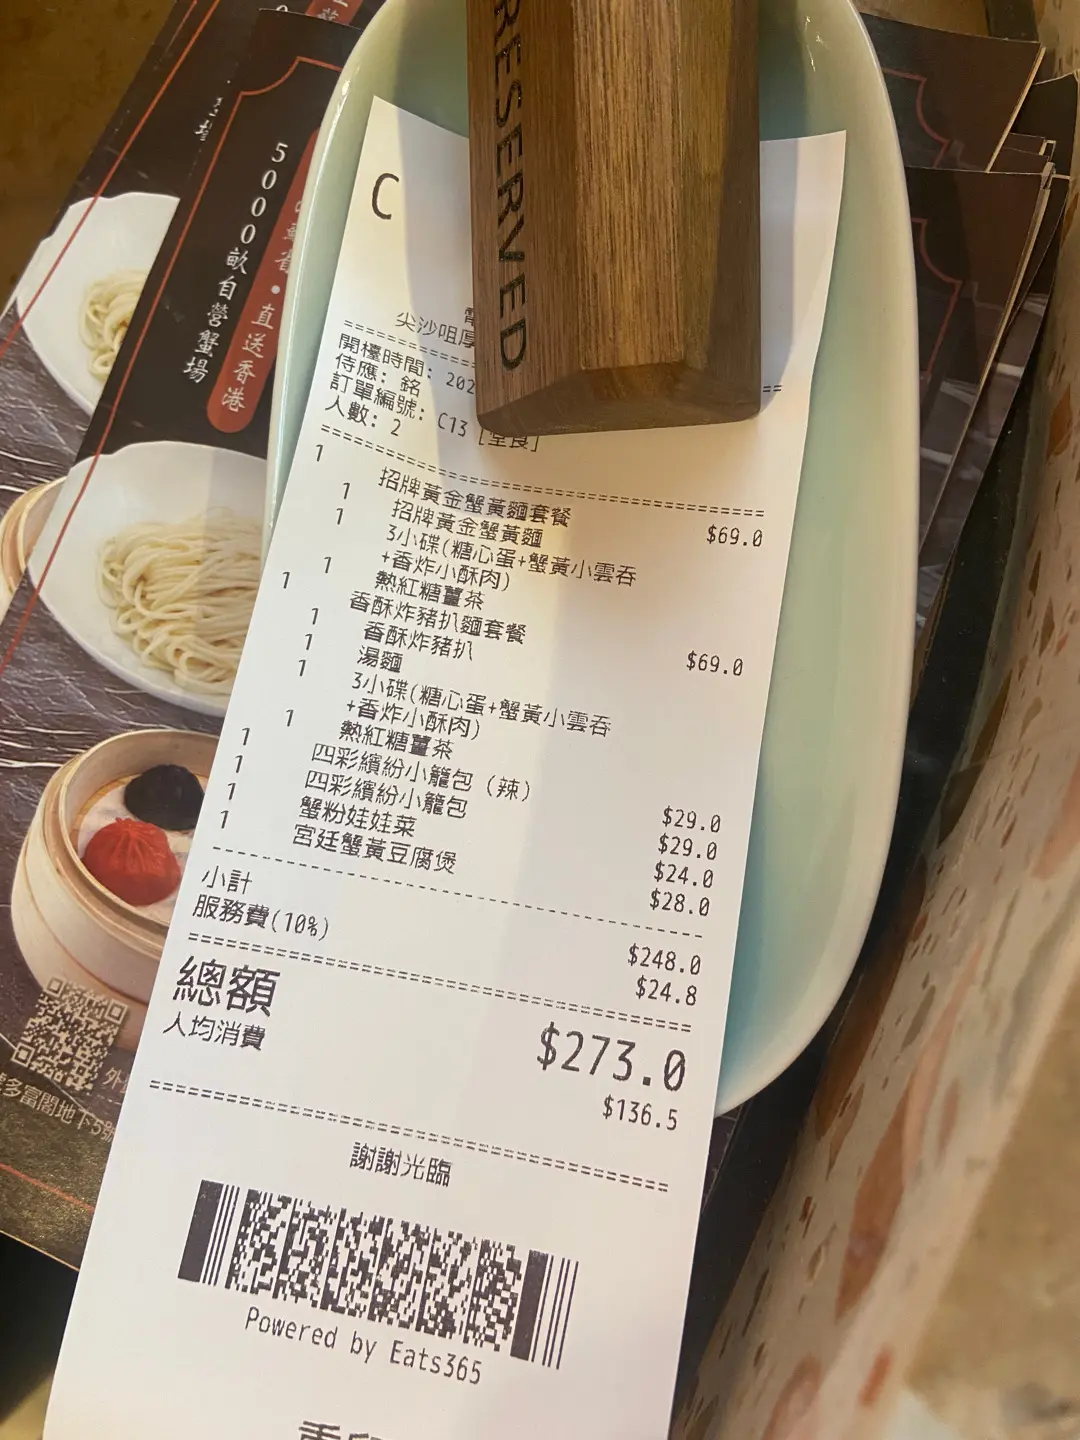 RESERVED
5000畝自營蟹場
直送香港
C
尖沙咀厚
開檯時間: 202
侍應: 銘
訂單編號: C13 [堂食]
人數: 2
1 招牌黃金蟹黃麵套餐 $69.0
1 招牌黃金蟹黃麵
1 3小碟(糖心蛋+蟹黃小雲吞
+香炸小酥肉)
1 熱紅糖薑茶
1 香酥炸豬扒麵套餐 $69.0
1 香酥炸豬扒
1 湯麵
1 3小碟(糖心蛋+蟹黃小雲吞
+香炸小酥肉)
1 熱紅糖薑茶
1 四彩繽紛小籠包 (辣) $29.0
1 四彩繽紛小籠包 $29.0
1 蟹粉娃娃菜 $24.0
1 宮廷蟹黃豆腐煲 $28.0
小計 $248.0
服務費(10%) $24.8
總額 $273.0
人均消費 $136.5
謝謝光臨
Powered by Eats365
多富閣地下5號